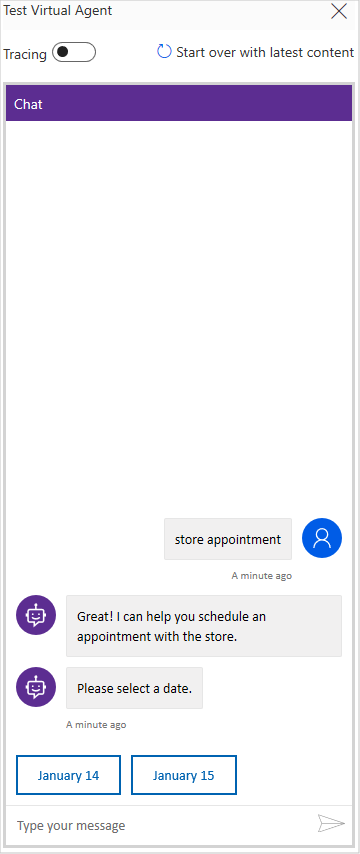 Test Virtual Agent
Tracing
Start over with latest content
Chat
store appointment
A minute ago
Great! I can help you schedule an
appointment with the store.
Please select a date.
A minute ago
January 14
January 15
Type your message